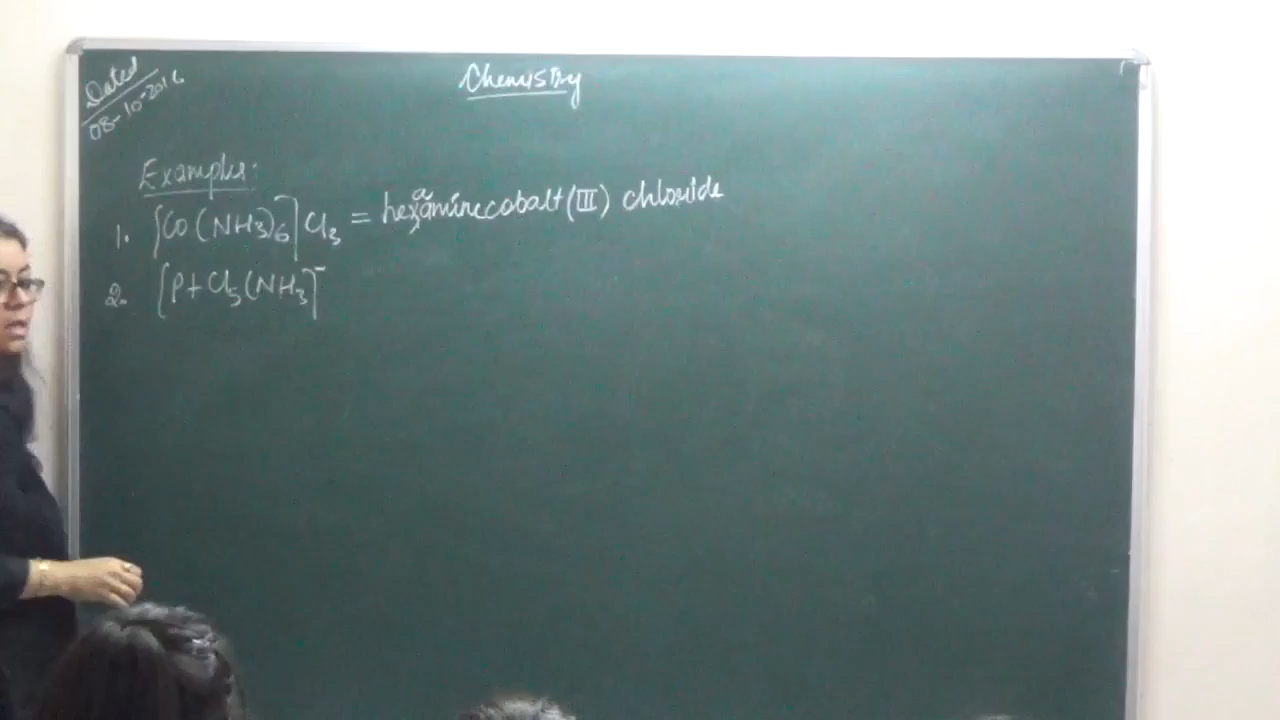 Dated
08-10-2016
Chemistry
Examples:
1. [Co(NH3)6]Cl3 = hexaaminecobalt(III) chloride
2. [PtCl5(NH3]-